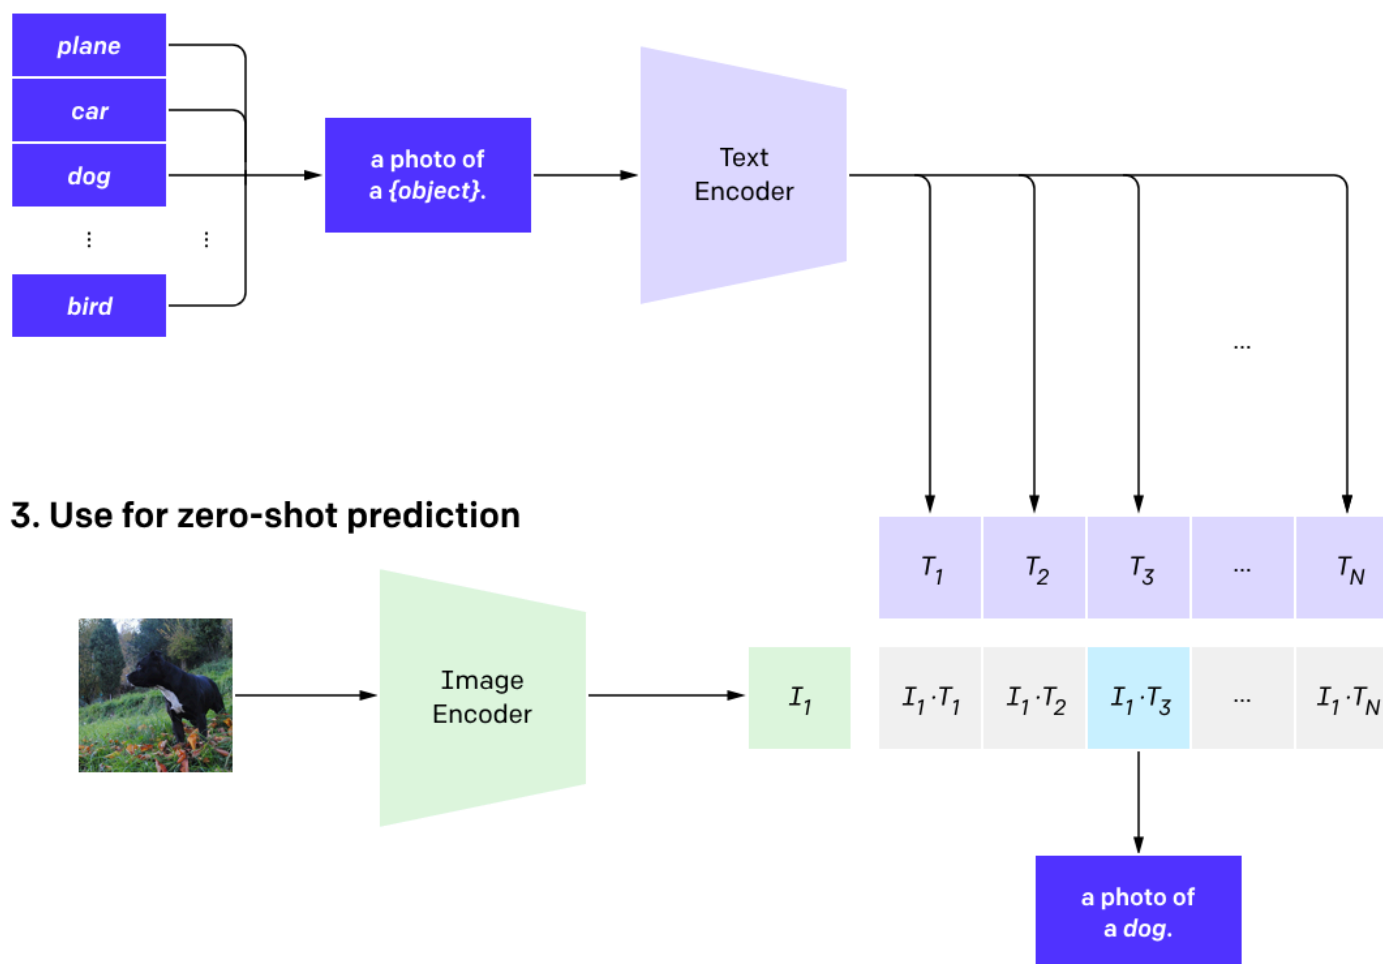 plane
car
dog
⋮ ⋮
bird
a photo of
a {object}.
Text
Encoder
...
3. Use for zero-shot prediction
T1 T2 T3 ... TN
Image
Encoder
I1
I1·T1 I1·T2 I1·T3 ... I1·TN
a photo of
a dog.